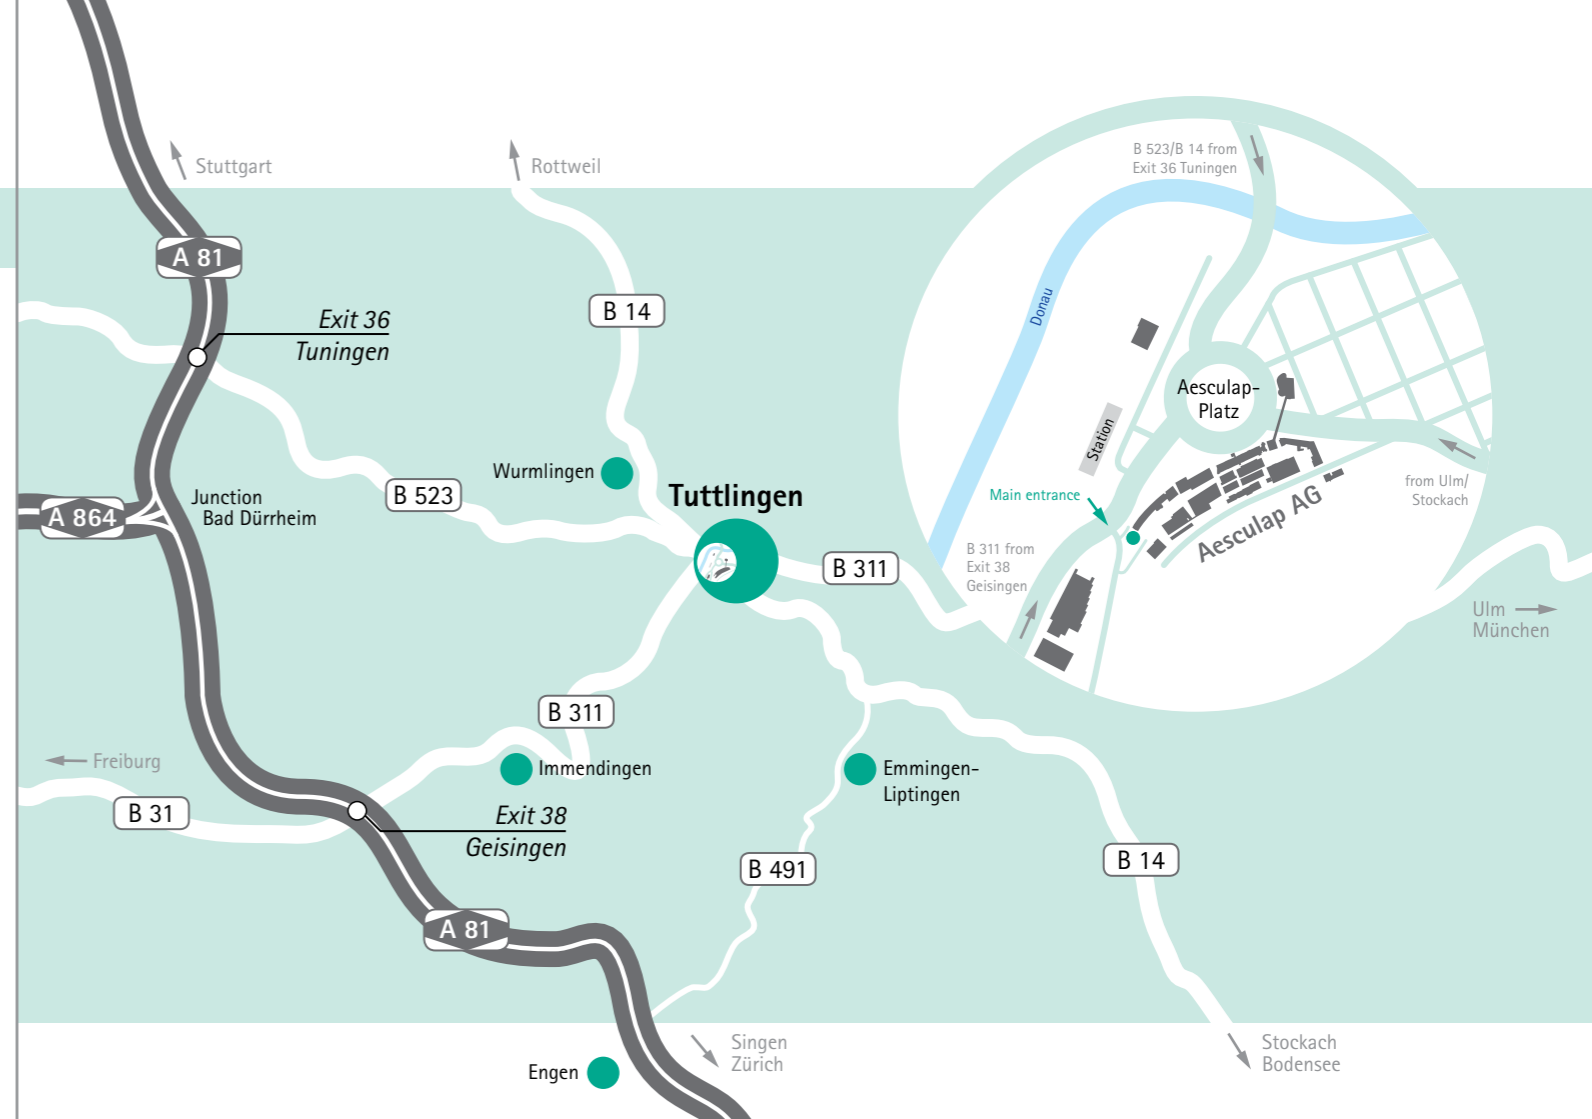 Stuttgart
Rottweil
B 523/B 14 from
Exit 36 Tuningen
A 81
B 14
Donau
Exit 36
Tuningen
Aesculap-
Platz
Station
Wurmlingen
B 523
Tuttlingen
Main entrance
from Ulm/
Stockach
Aesculap AG
Junction
Bad Dürrheim
A 864
B 311 from
Exit 38
Geisingen
B 311
Ulm
München
B 311
Freiburg
Immendingen
Emmingen-
Liptingen
B 31
Exit 38
Geisingen
B 491
B 14
A 81
Singen
Zürich
Stockach
Bodensee
Engen